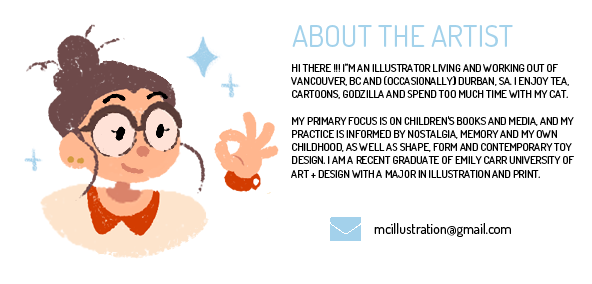 ABOUT THE ARTIST
HI THERE !!! I"M AN ILLUSTRATOR LIVING AND WORKING OUT OF
VANCOUVER, BC AND (OCCASIONALLY) DURBAN, SA. I ENJOY TEA,
CARTOONS, GODZILLA AND SPEND TOO MUCH TIME WITH MY CAT.
MY PRIMARY FOCUS IS ON CHILDREN'S BOOKS AND MEDIA, AND MY
PRACTICE IS INFORMED BY NOSTALGIA, MEMORY AND MY OWN
CHILDHOOD, AS WELL AS SHAPE, FORM AND CONTEMPORARY TOY
DESIGN. I AM A RECENT GRADUATE OF EMILY CARR UNIVERSITY OF
ART + DESIGN WITH A MAJOR IN ILLUSTRATION AND PRINT.
mcillustration@gmail.com